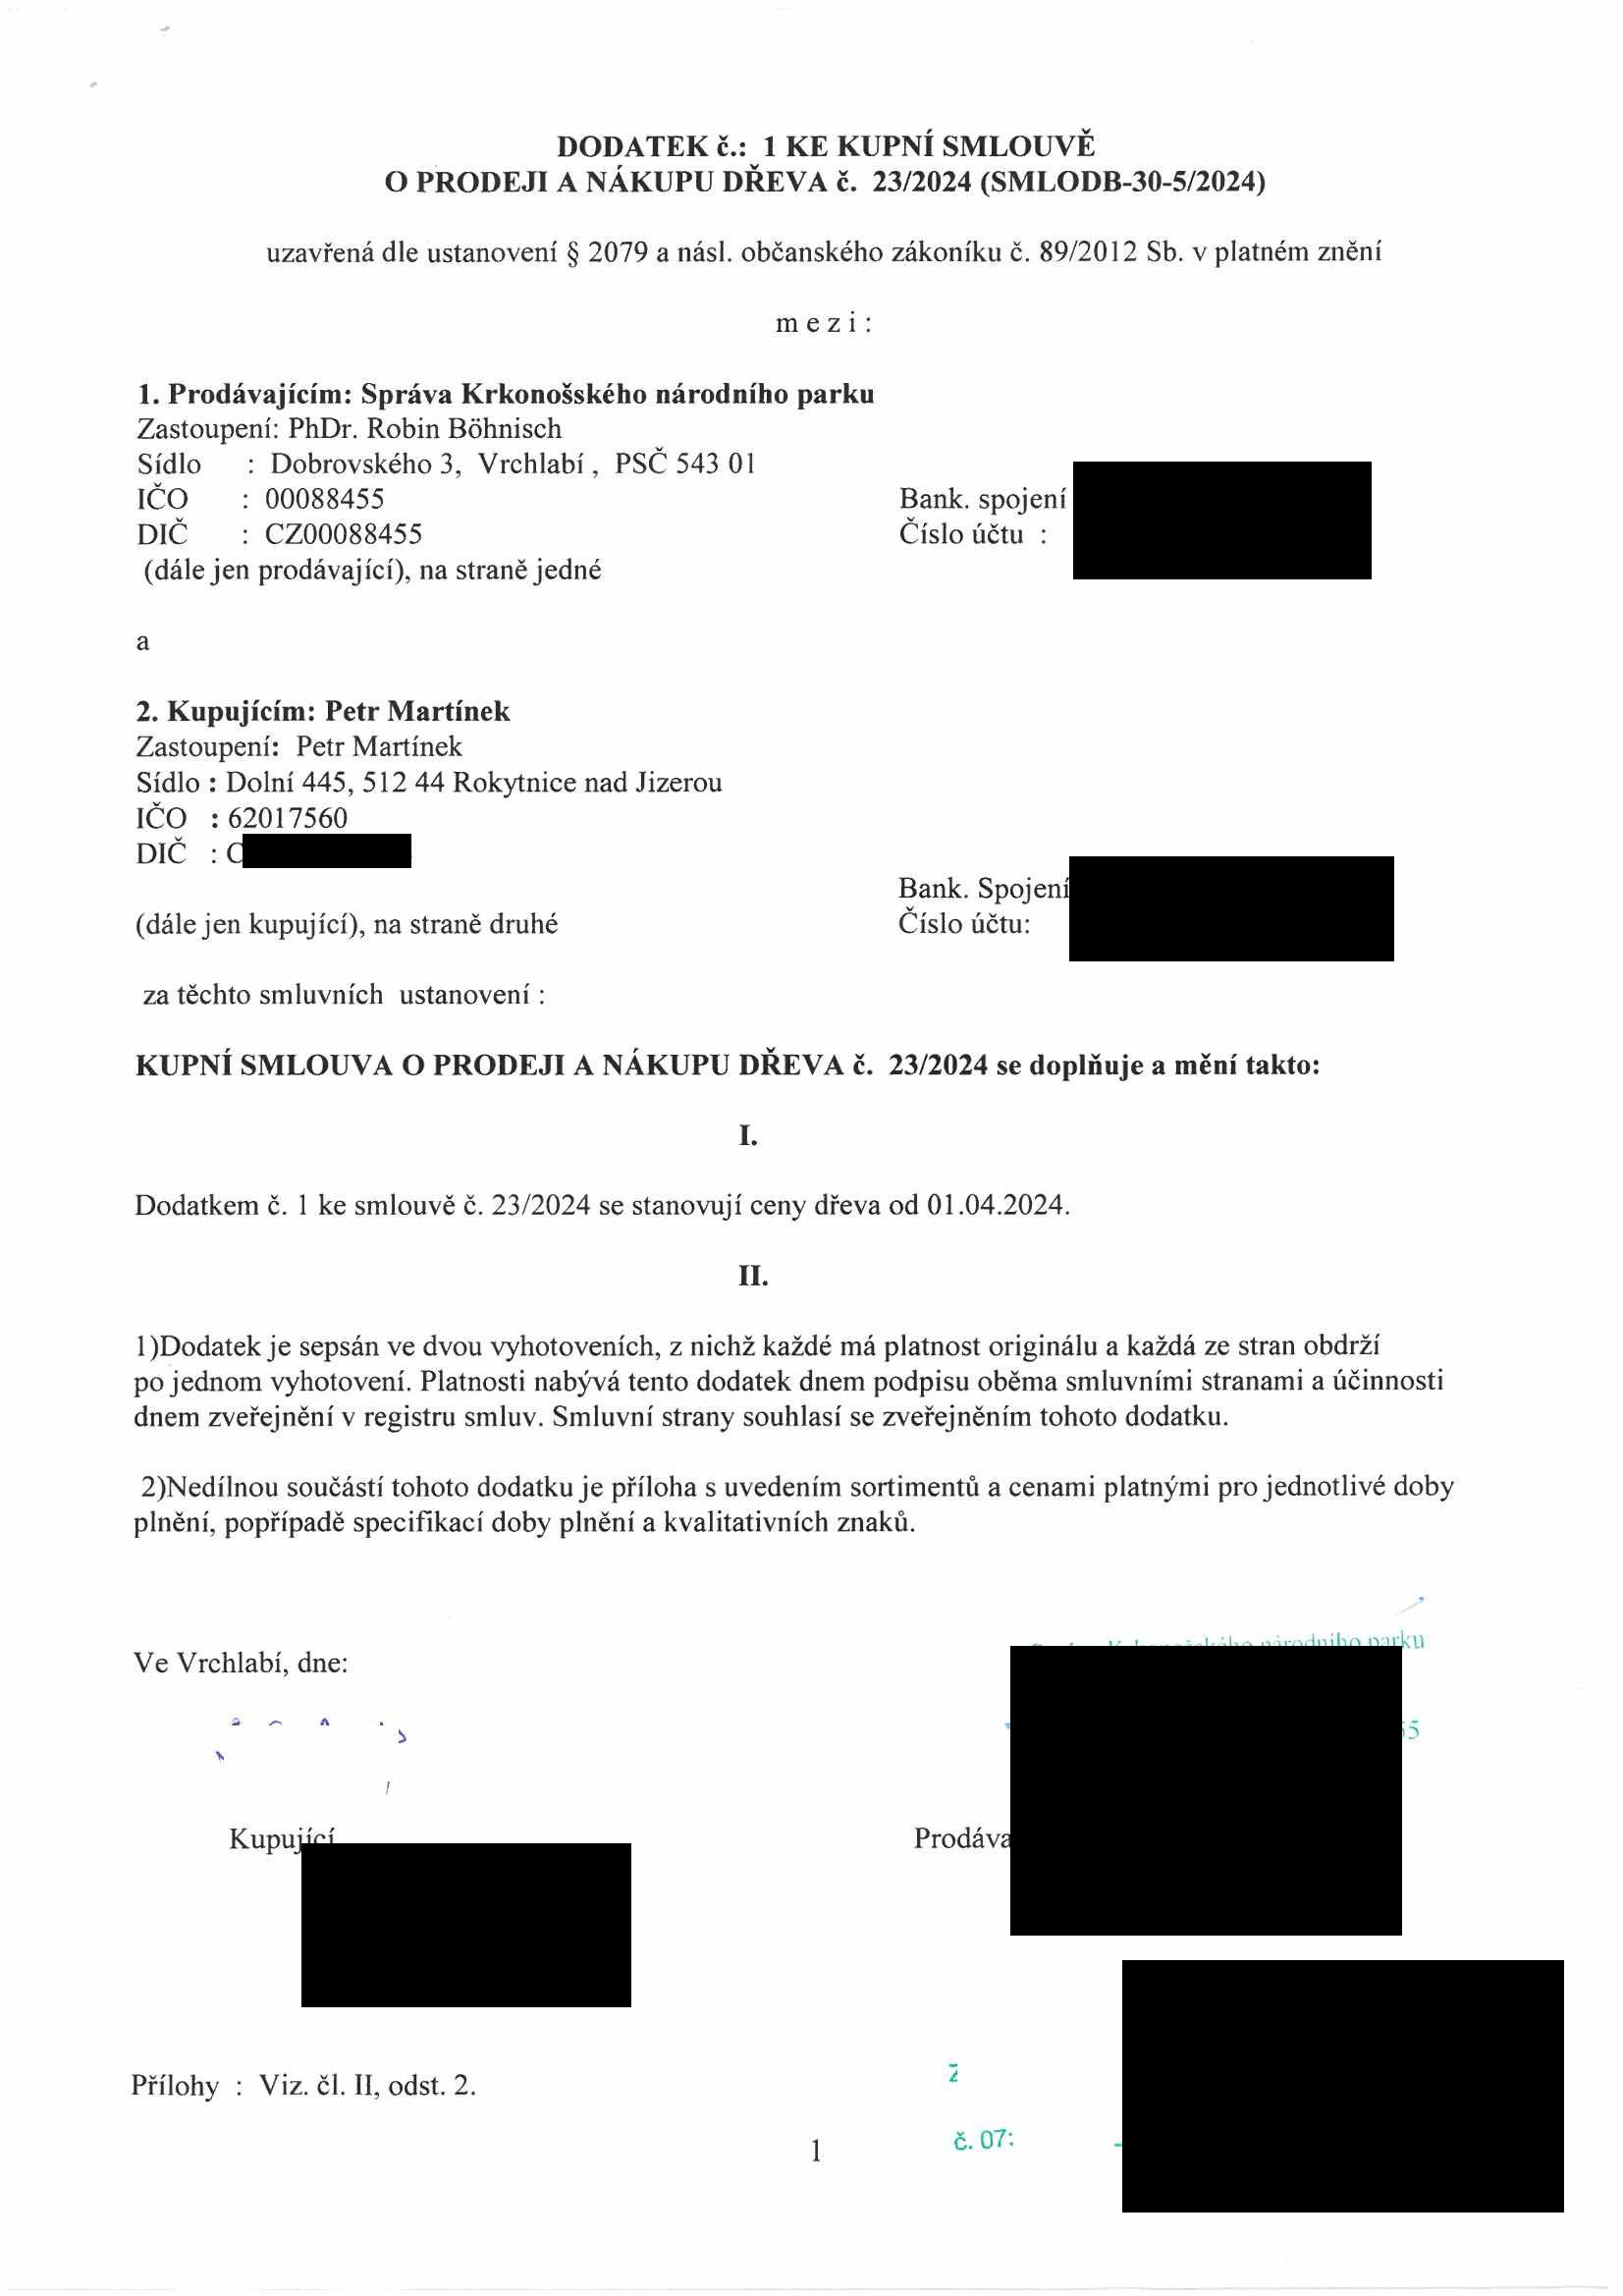 DODATEK č.: 1 KE KUPNÍ SMLOUVĚ
O PRODEJI A NÁKUPU DŘEVA č. 23/2024 (SMLODB-30-5/2024)
uzavřená dle ustanovení § 2079 a násl. občanského zákoníku č. 89/2012 Sb. v platném znění
m e z i :
1. Prodávajícím: Správa Krkonošského národního parku
Zastoupení: PhDr. Robin Böhnisch
Sídlo : Dobrovského 3, Vrchlabí , PSČ 543 01
IČO : 00088455 Bank. spojení
DIČ : CZ00088455 Číslo účtu :
(dále jen prodávající), na straně jedné
a
2. Kupujícím: Petr Martínek
Zastoupení: Petr Martínek
Sídlo : Dolní 445, 512 44 Rokytnice nad Jizerou
IČO : 62017560
DIČ : C
Bank. Spojení
(dále jen kupující), na straně druhé Číslo účtu:
za těchto smluvních ustanovení :
KUPNÍ SMLOUVA O PRODEJI A NÁKUPU DŘEVA č. 23/2024 se doplňuje a mění takto:
I.
Dodatkem č. 1 ke smlouvě č. 23/2024 se stanovují ceny dřeva od 01.04.2024.
II.
1)Dodatek je sepsán ve dvou vyhotoveních, z nichž každé má platnost originálu a každá ze stran obdrží
po jednom vyhotovení. Platnosti nabývá tento dodatek dnem podpisu oběma smluvními stranami a účinnosti
dnem zveřejnění v registru smluv. Smluvní strany souhlasí se zveřejněním tohoto dodatku.
2)Nedílnou součástí tohoto dodatku je příloha s uvedením sortimentů a cenami platnými pro jednotlivé doby
plnění, popřípadě specifikací doby plnění a kvalitativních znaků.
národního parku
Ve Vrchlabí, dne:
55
Kupující Prodáva
Přílohy : Viz. čl. II, odst. 2.
č. 07:
1